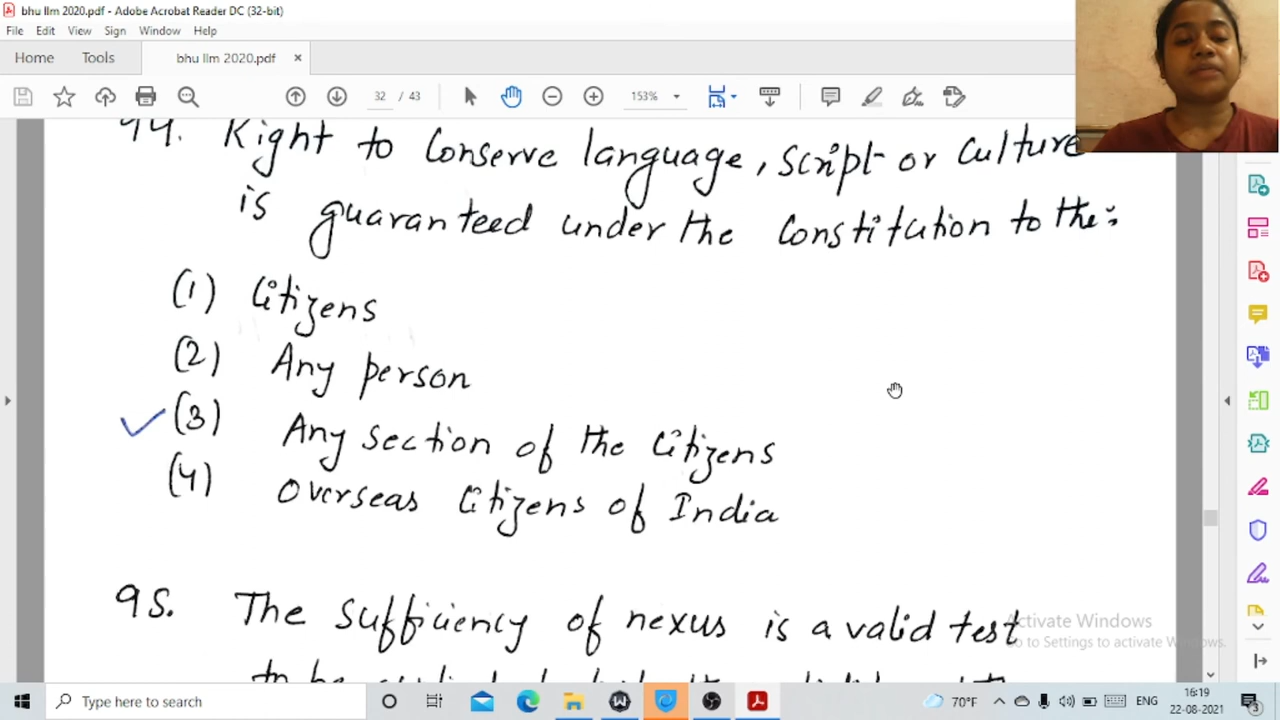 bhu llm 2020.pdf - Adobe Acrobat Reader DC (32-bit)
File Edit View Sign Window Help
Home Tools bhu llm 2020.pdf ×
32 / 43 153%
94. Right to Conserve language, script or culture
is guaranteed under the Constitution to the:
(1) Citizens
(2) Any person
(3) Any section of the Citizens
(4) Overseas Citizens of India
95. The sufficiency of nexus is a valid test
Activate Windows
Go to Settings to activate Windows.
Type here to search
70°F ENG 16:19
22-08-2021
3